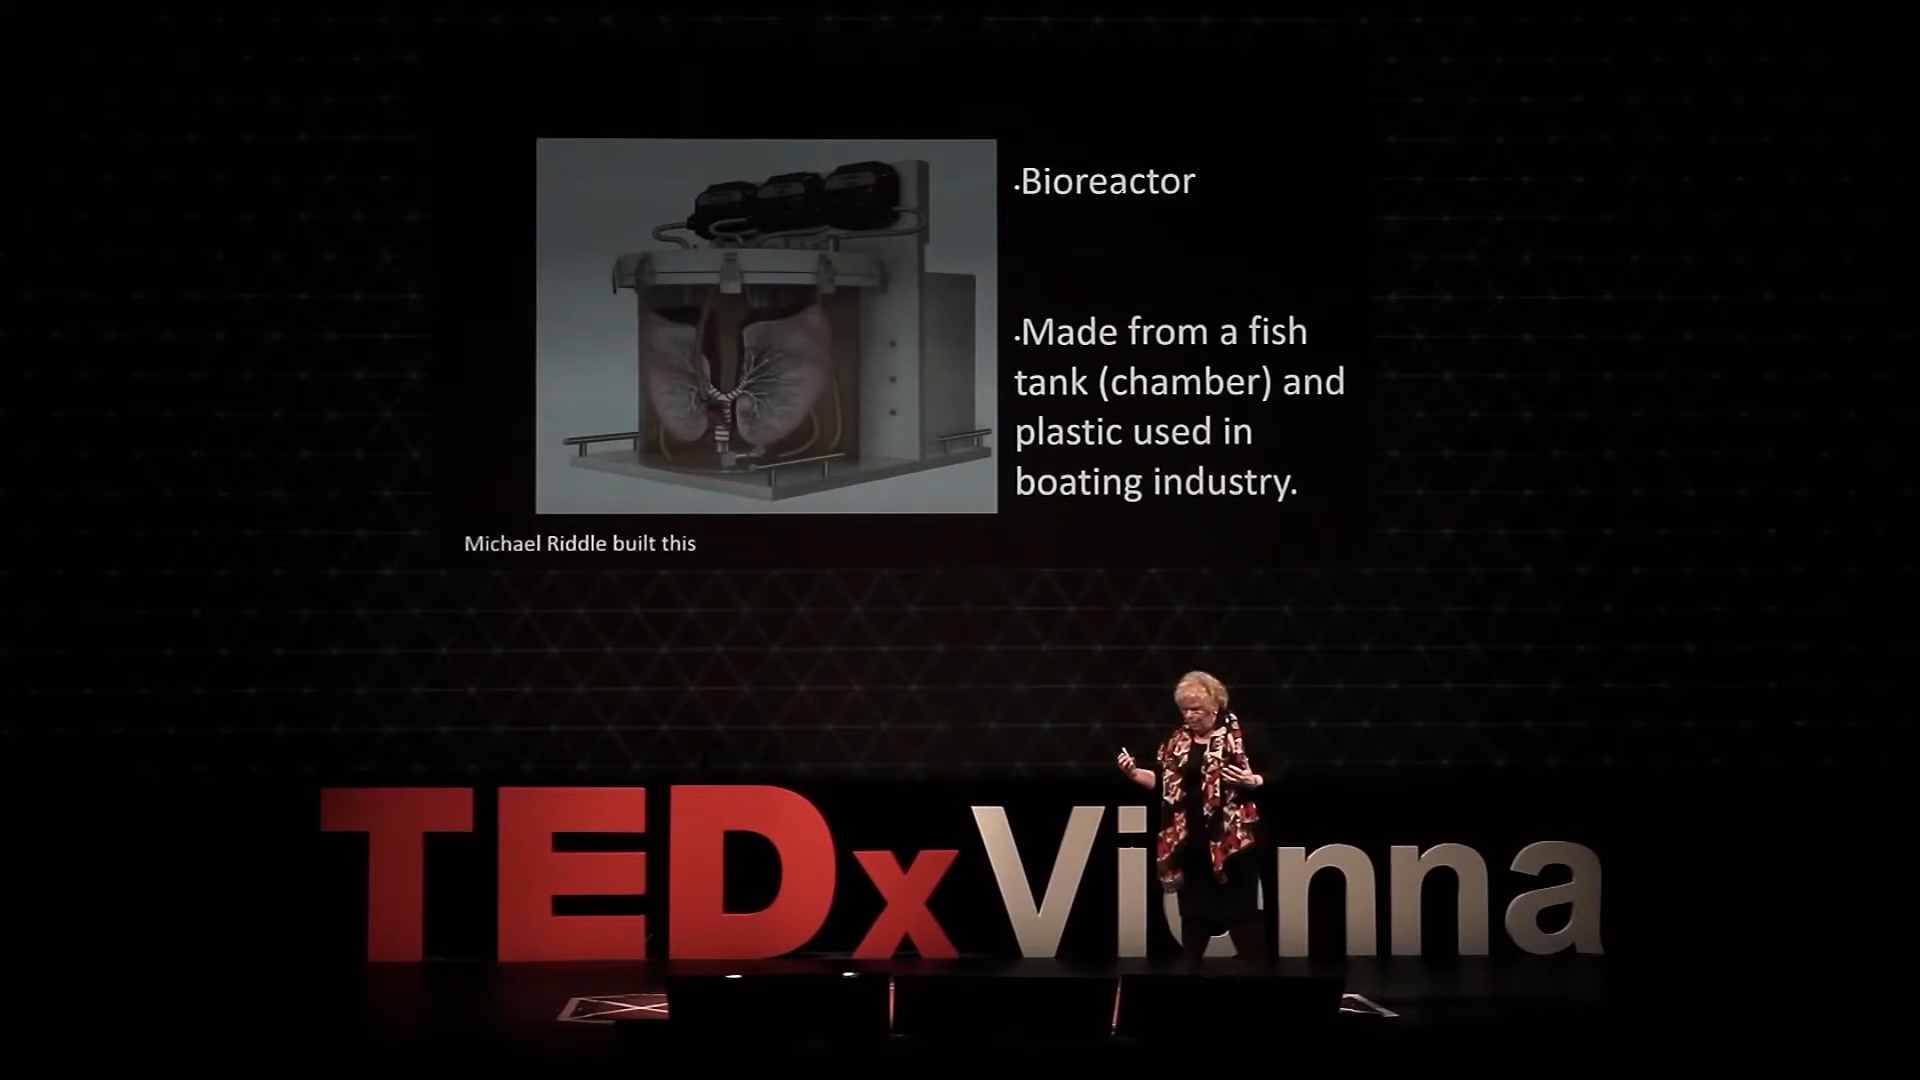 ·Bioreactor
·Made from a fish
tank (chamber) and
plastic used in
boating industry.
Michael Riddle built this
TEDxVienna